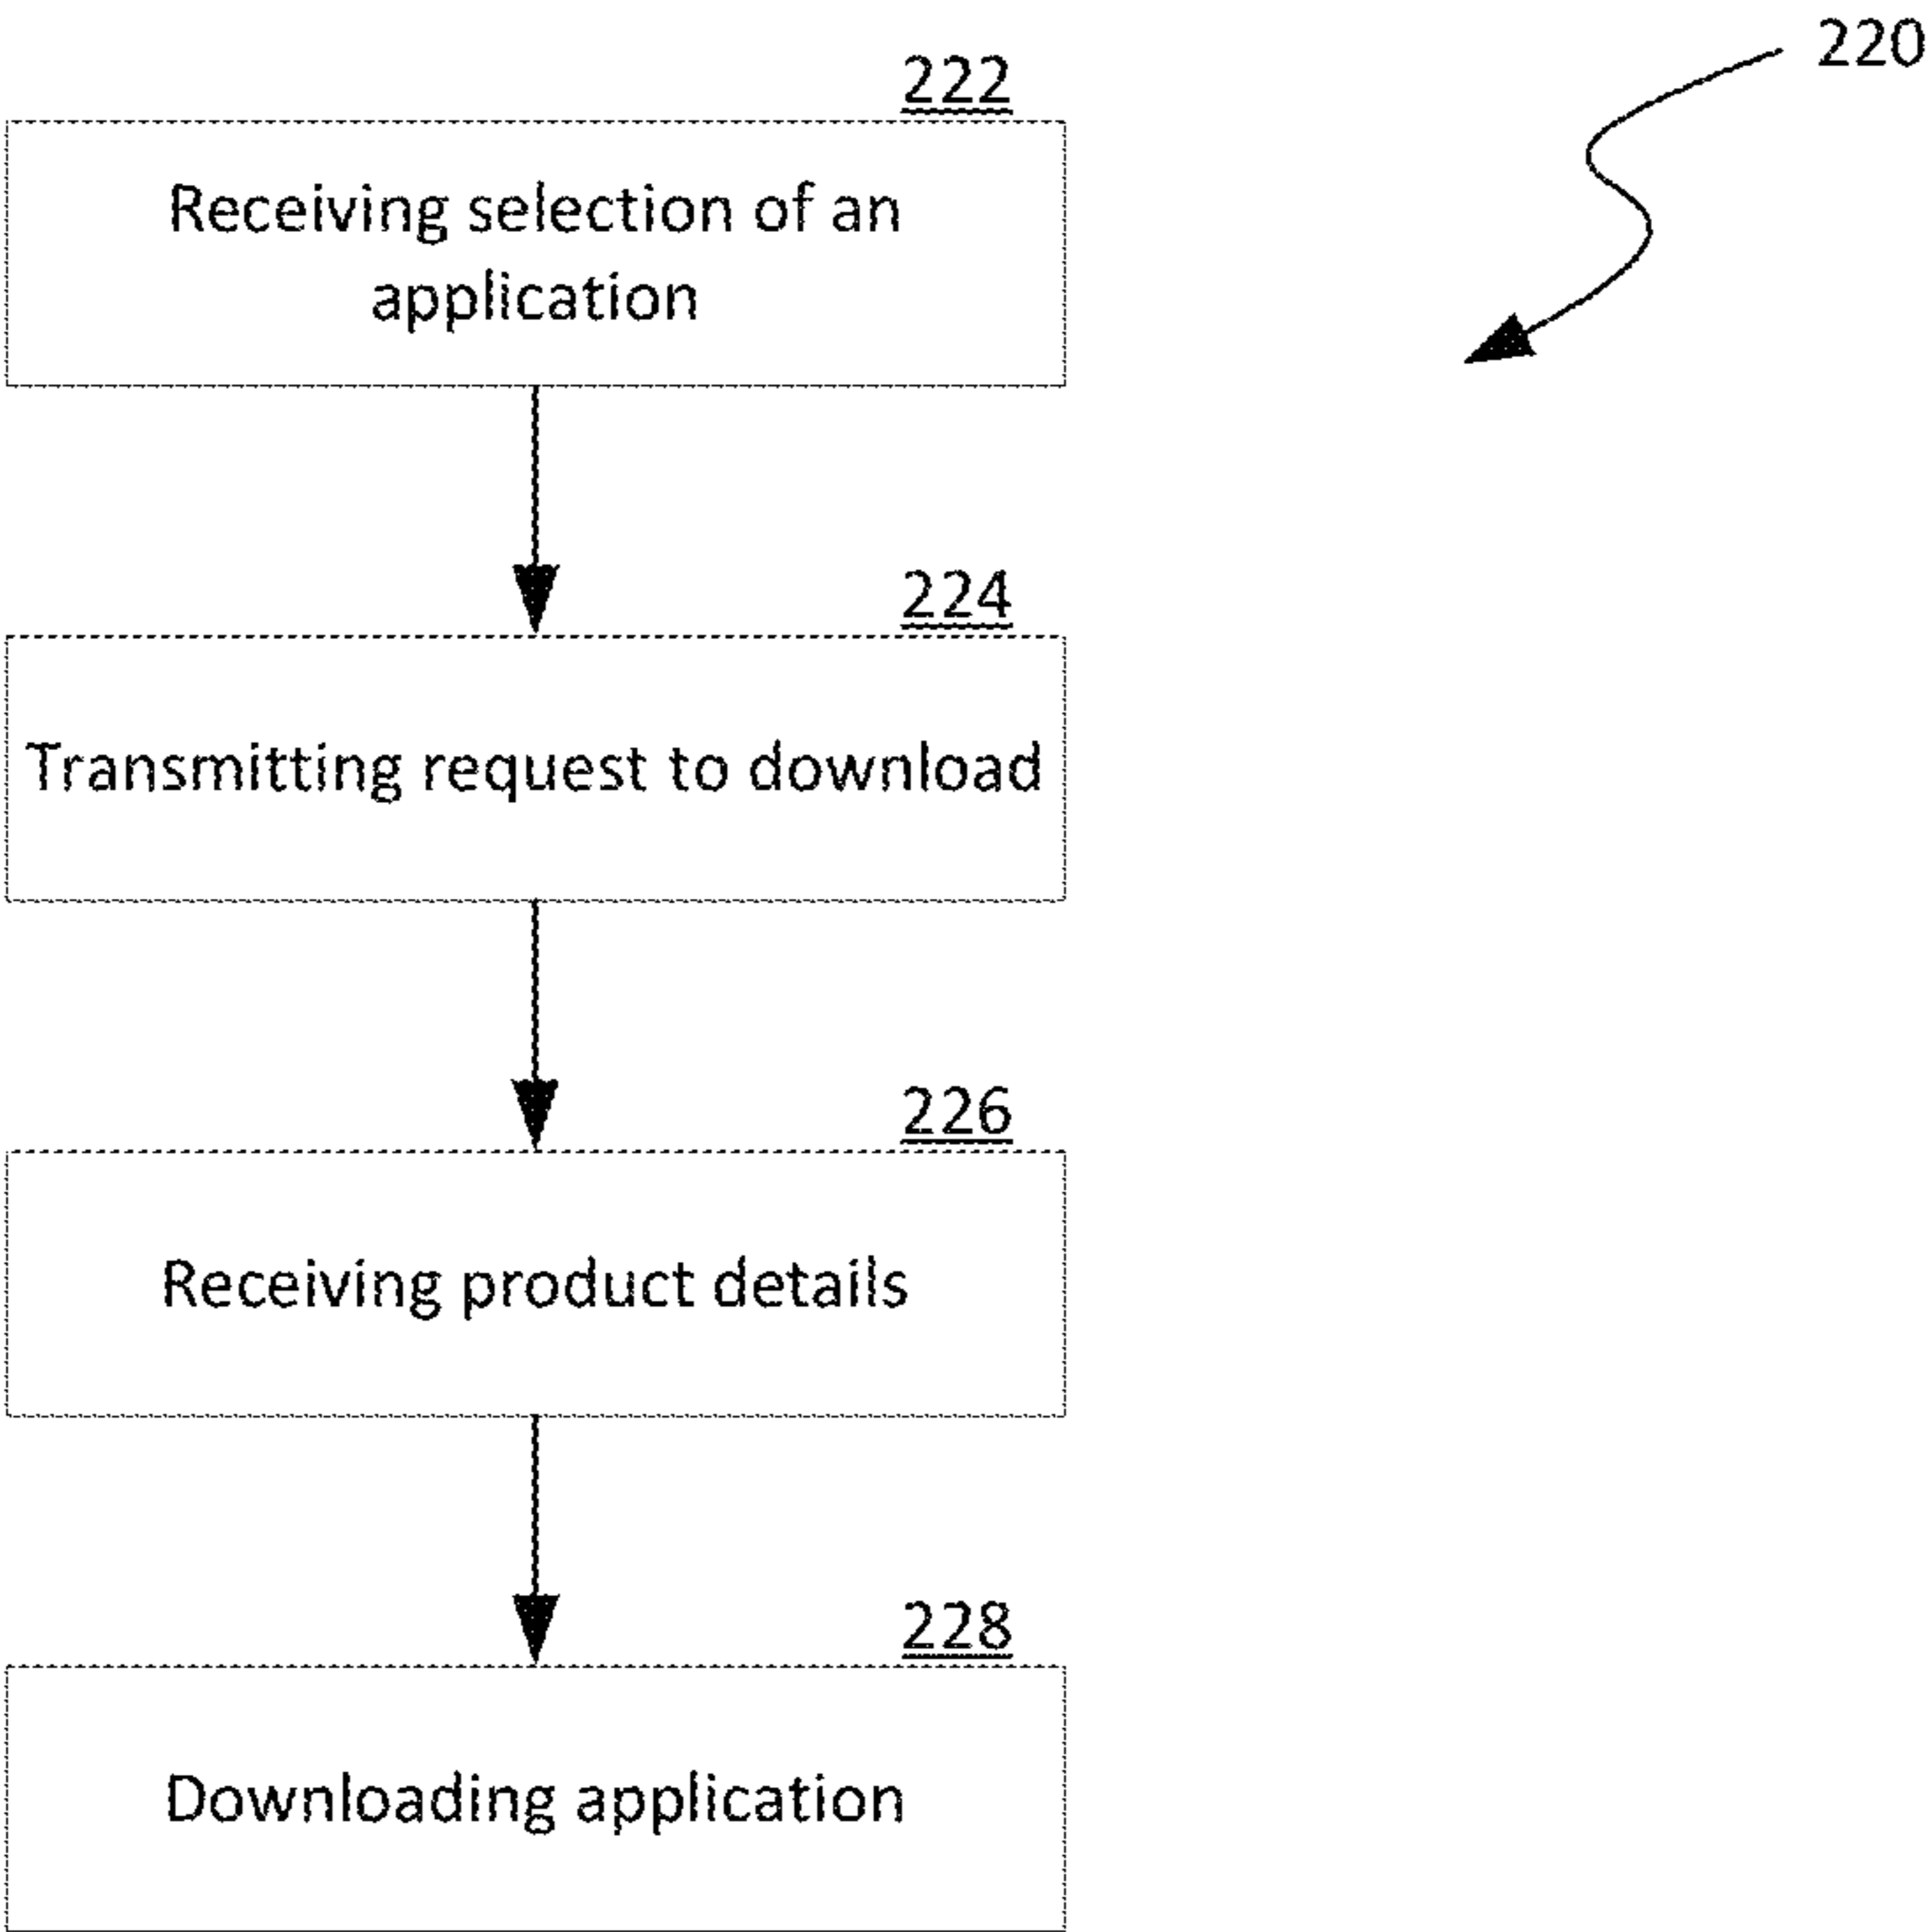 220
222
Receiving selection of an
application
224
Transmitting request to download
226
Receiving product details
228
Downloading application